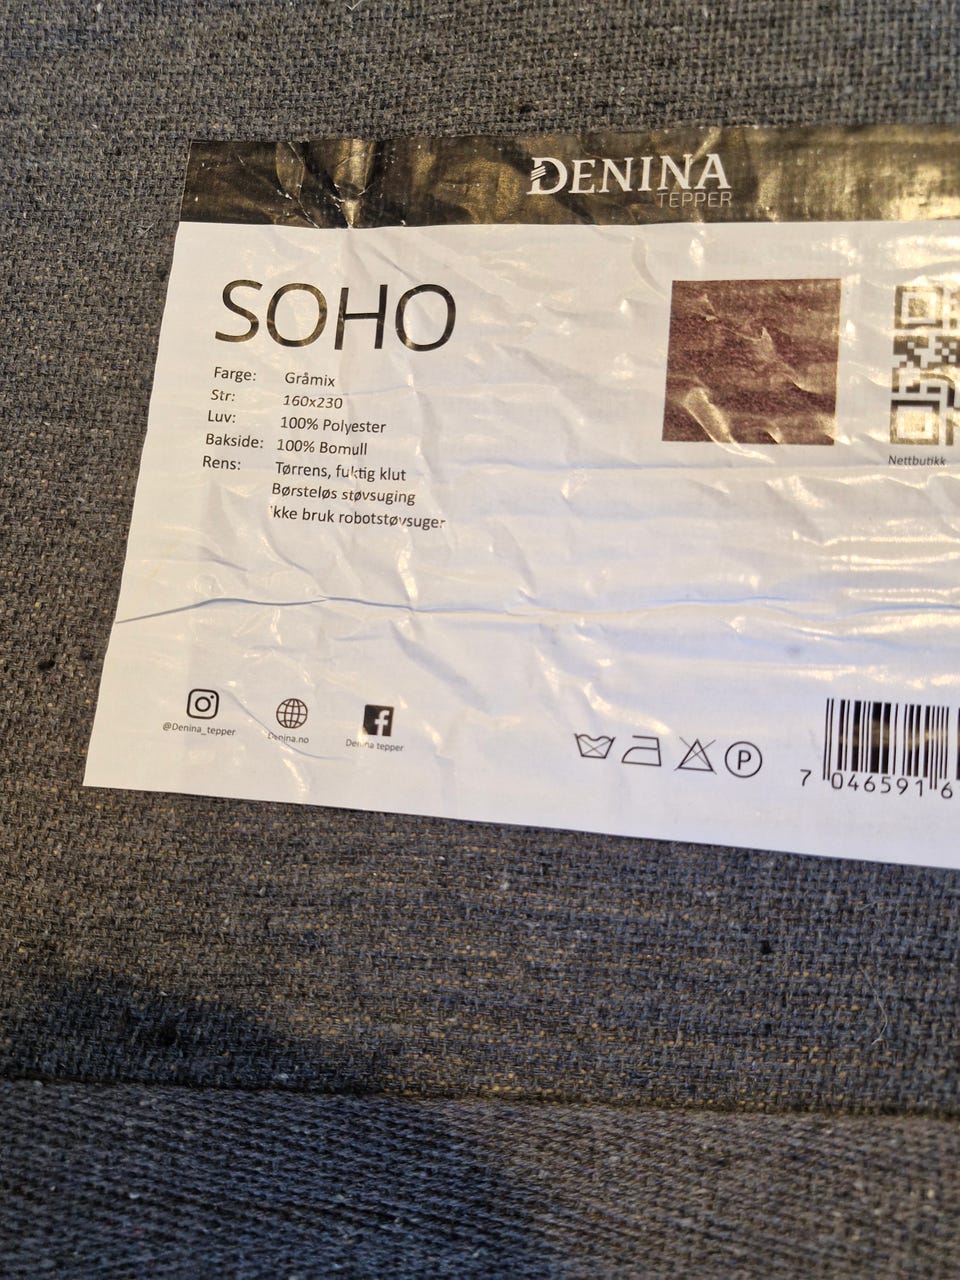 DENINA
TEPPER
SOHO
Farge: Gråmix
Str: 160x230
Luv: 100% Polyester
Bakside: 100% Bomull
Rens: Tørrens, fuktig klut
Børsteløs støvsuging
Ikke bruk robotstøvsuger
Nettbutikk
@Denina_tepper
Denina.no
Denina tepper
P
7 046591 6